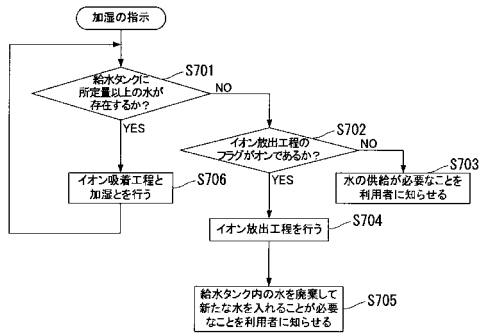 加湿の指示
S701
給水タンクに
所定量以上の水が
存在するか?
NO
YES
S702
イオン放出工程の
フラグがオンであるか?
NO
YES
S703
水の供給が必要なことを
利用者に知らせる
S706
イオン吸着工程と
加湿とを行う
S704
イオン放出工程を行う
S705
給水タンク内の水を廃棄して
新たな水を入れることが必要
なことを利用者に知らせる